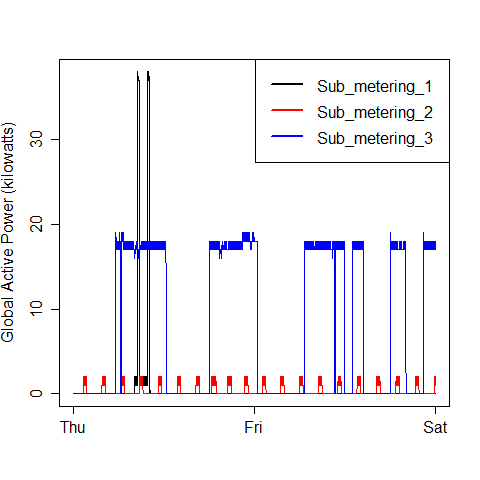 Sub_metering_1
Sub_metering_2
Sub_metering_3
Global Active Power (kilowatts)
30
20
10
0
Thu Fri Sat